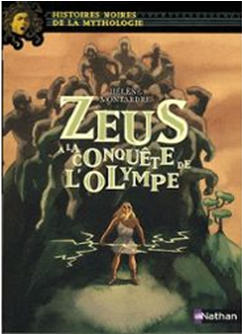 HISTOIRES NOIRES
DE LA MYTHOLOGIE
HÉLÈNE
MONTARDRE
ZEUS
À LA CONQUÊTE DE
L'OLYMPE
Nathan